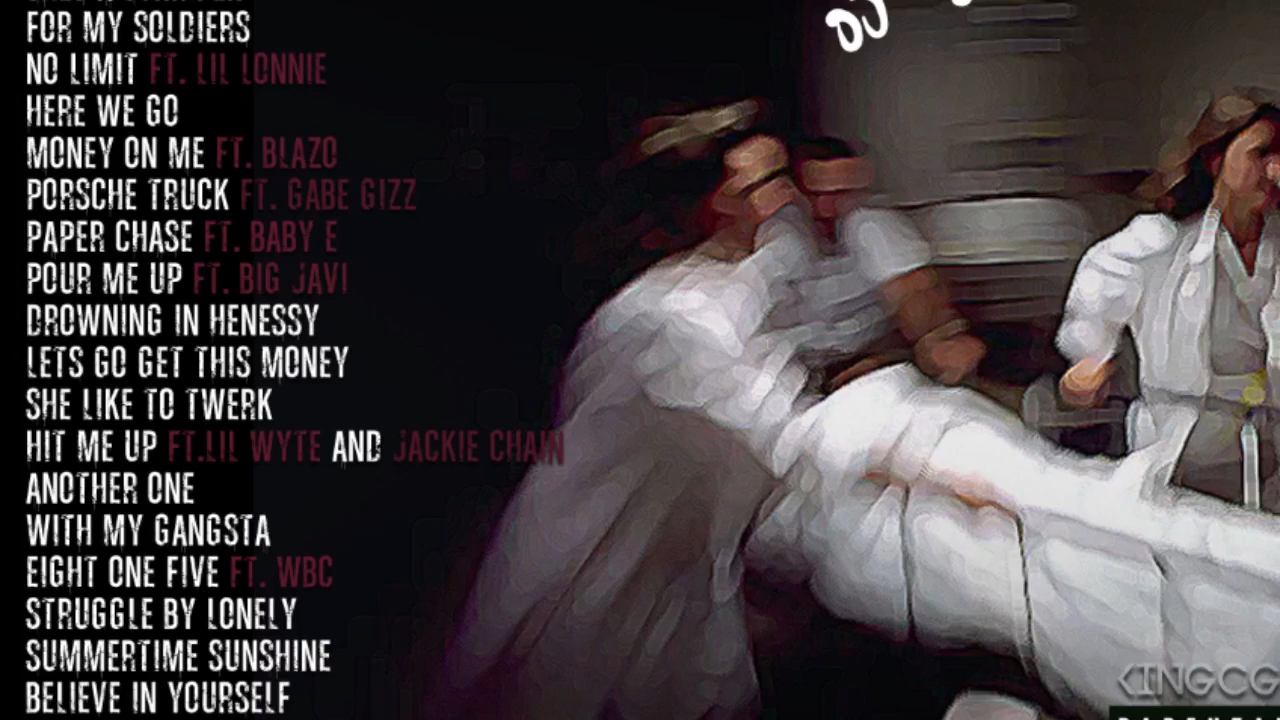 FOR MY SOLDIERS
NO LIMIT FT. LIL LONNIE
HERE WE GO
MONEY ON ME FT. BLAZO
PORSCHE TRUCK FT. GABE GIZZ
PAPER CHASE FT. BABY E
POUR ME UP FT. BIG JAVI
DROWNING IN HENESSY
LETS GO GET THIS MONEY
SHE LIKE TO TWERK
HIT ME UP FT.LIL WYTE AND JACKIE CHAIN
ANOTHER ONE
WITH MY GANGSTA
EIGHT ONE FIVE FT. WBC
STRUGGLE BY LONELY
SUMMERTIME SUNSHINE
BELIEVE IN YOURSELF
DJ
KINGCG